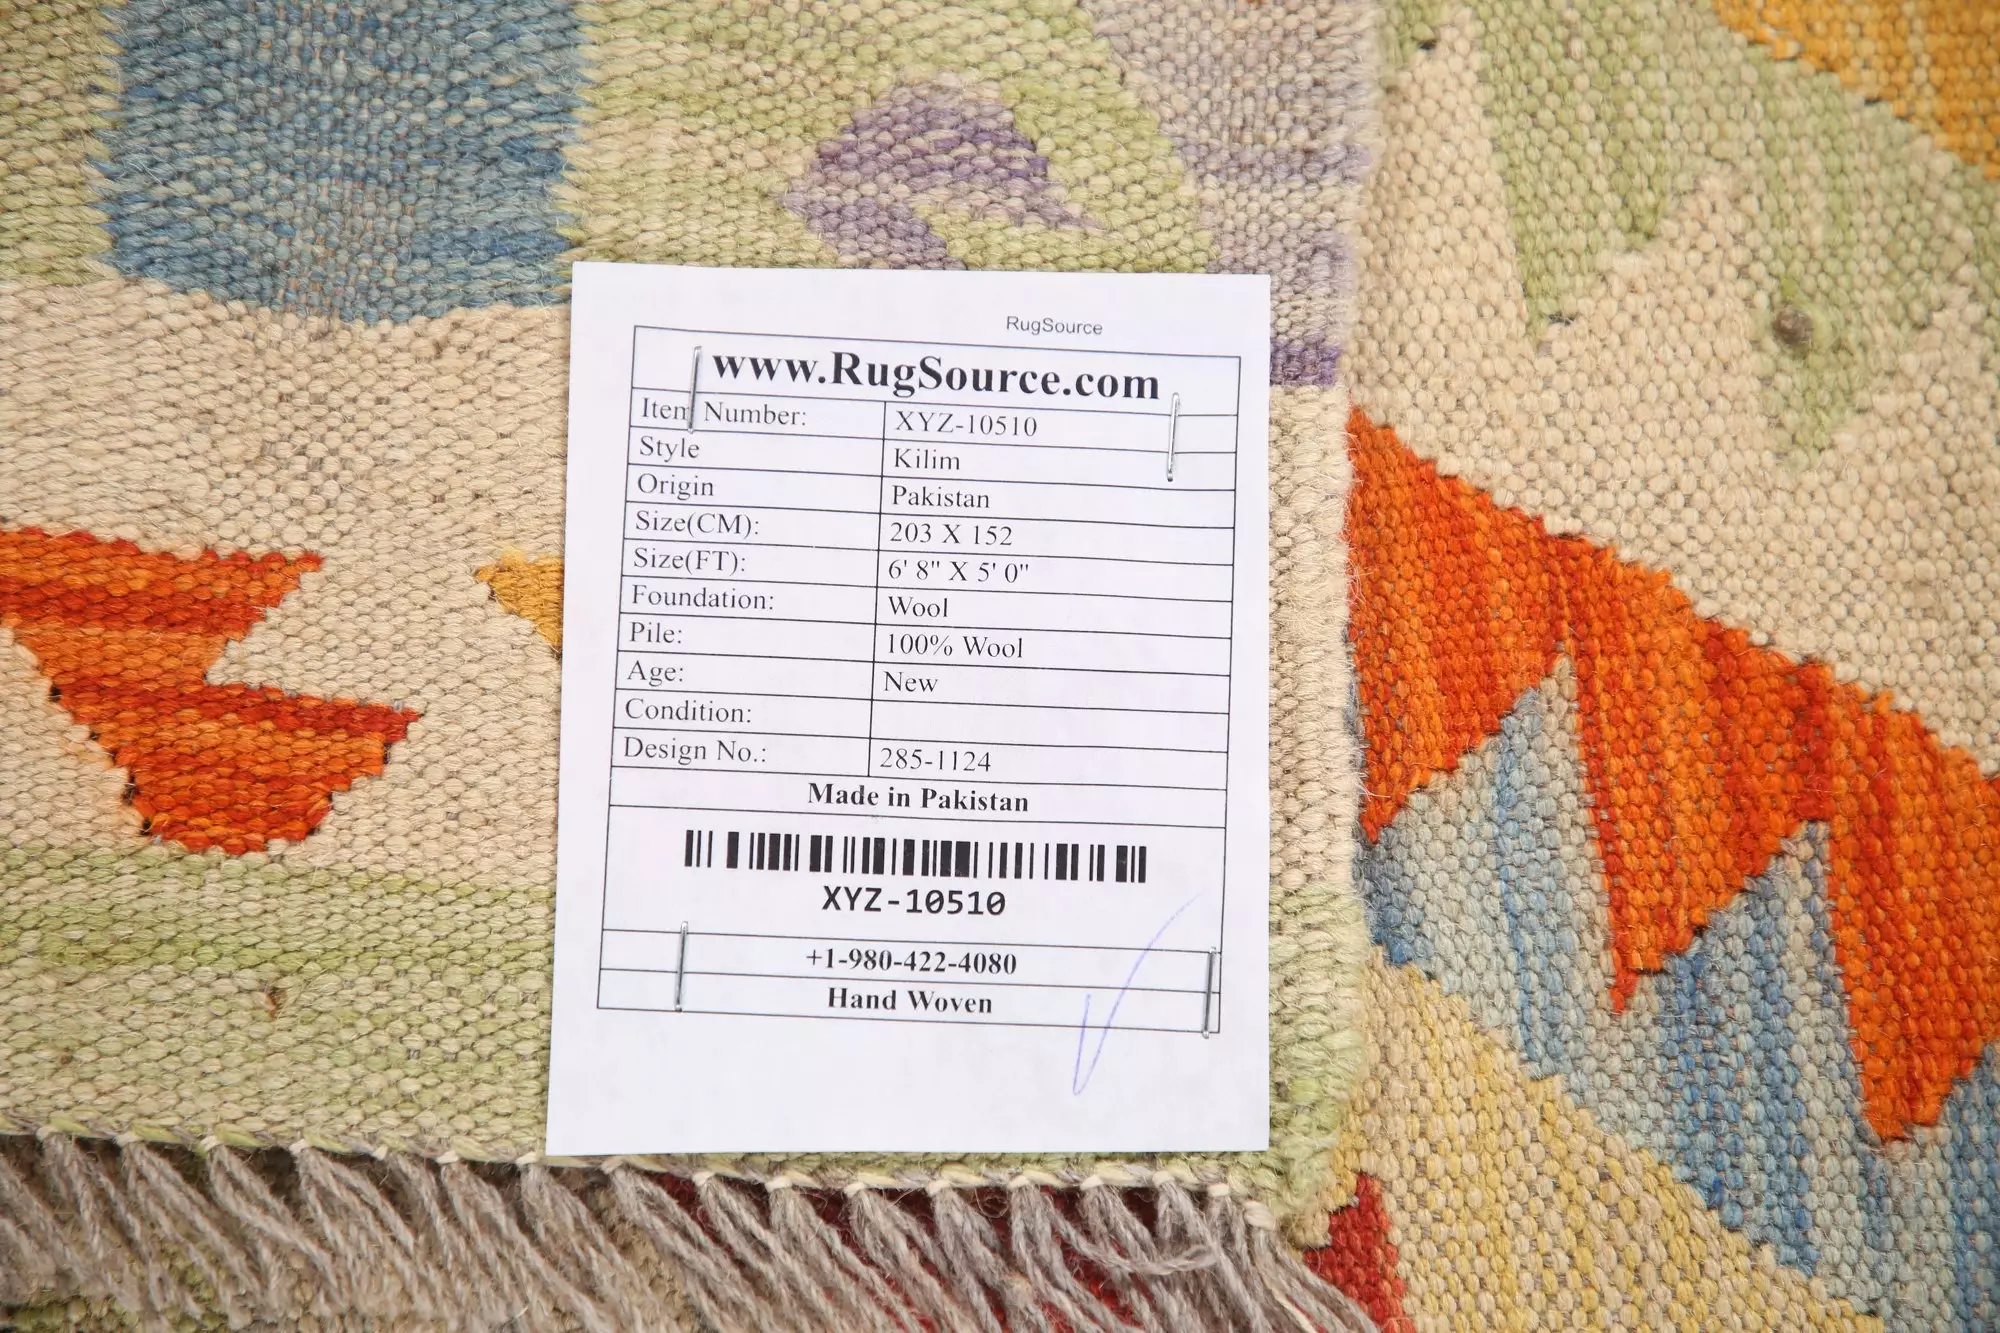 RugSource
www.RugSource.com
Item Number: XYZ-10510
Style Kilim
Origin Pakistan
Size(CM): 203 X 152
Size(FT): 6' 8" X 5' 0"
Foundation: Wool
Pile: 100% Wool
Age: New
Condition:
Design No.: 285-1124
Made in Pakistan
XYZ-10510
+1-980-422-4080
Hand Woven